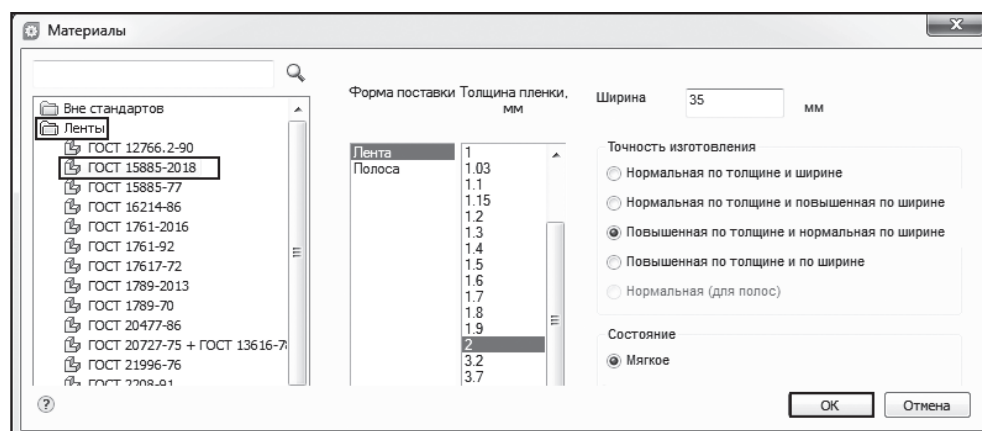 Материалы
Вне стандартов
Ленты
ГОСТ 12766.2-90
ГОСТ 15885-2018
ГОСТ 15885-77
ГОСТ 16214-86
ГОСТ 1761-2016
ГОСТ 1761-92
ГОСТ 17617-72
ГОСТ 1789-2013
ГОСТ 1789-70
ГОСТ 20477-86
ГОСТ 20727-75 + ГОСТ 13616-7
ГОСТ 21996-76
ГОСТ 2208-91
Форма поставки
Лента
Полоса
Толщина пленки,
мм
1
1.03
1.1
1.15
1.2
1.3
1.4
1.5
1.6
1.7
1.8
1.9
2
3.2
3.7
Ширина 35 мм
Точность изготовления
Нормальная по толщине и ширине
Нормальная по толщине и повышенная по ширине
Повышенная по толщине и нормальная по ширине
Повышенная по толщине и по ширине
Нормальная (для полос)
Состояние
Мягкое
?
OK
Отмена